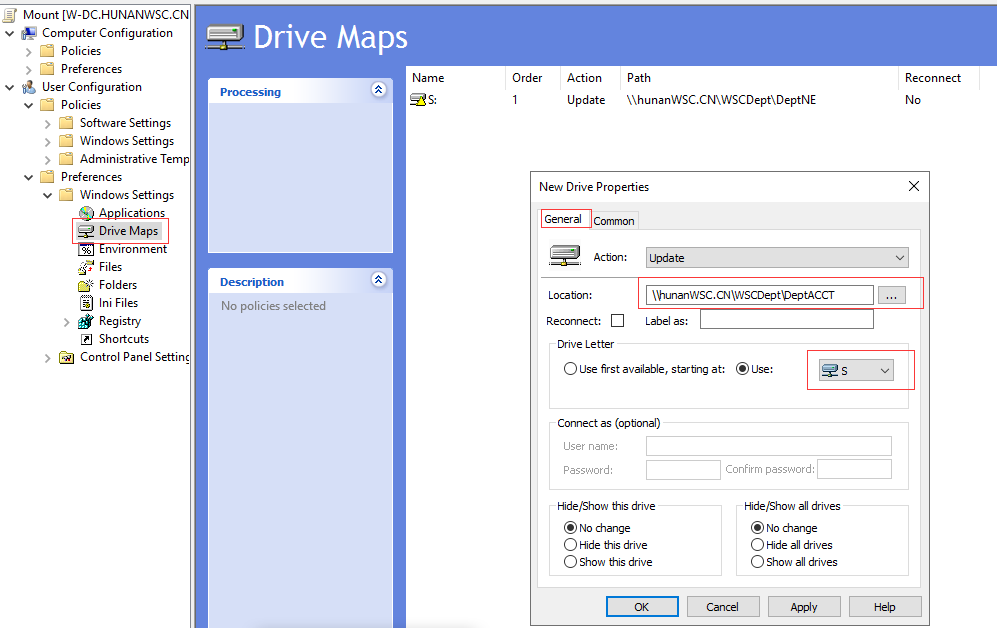 Mount [W-DC.HUNANWSC.CN
Computer Configuration
Policies
Preferences
User Configuration
Policies
Software Settings
Windows Settings
Administrative Temp
Preferences
Windows Settings
Applications
Drive Maps
Environment
Files
Folders
Ini Files
Registry
Shortcuts
Control Panel Setting
Drive Maps
Processing
Description
No policies selected
Name Order Action Path Reconnect
S: 1 Update \\hunanWSC.CN\WSCDept\DeptNE No
New Drive Properties
General Common
Action: Update
Location: \\hunanWSC.CN\WSCDept\DeptACCT ...
Reconnect: Label as:
Drive Letter
Use first available, starting at: Use: S
Connect as (optional)
User name:
Password: Confirm password:
Hide/Show this drive
No change
Hide this drive
Show this drive
Hide/Show all drives
No change
Hide all drives
Show all drives
OK Cancel Apply Help